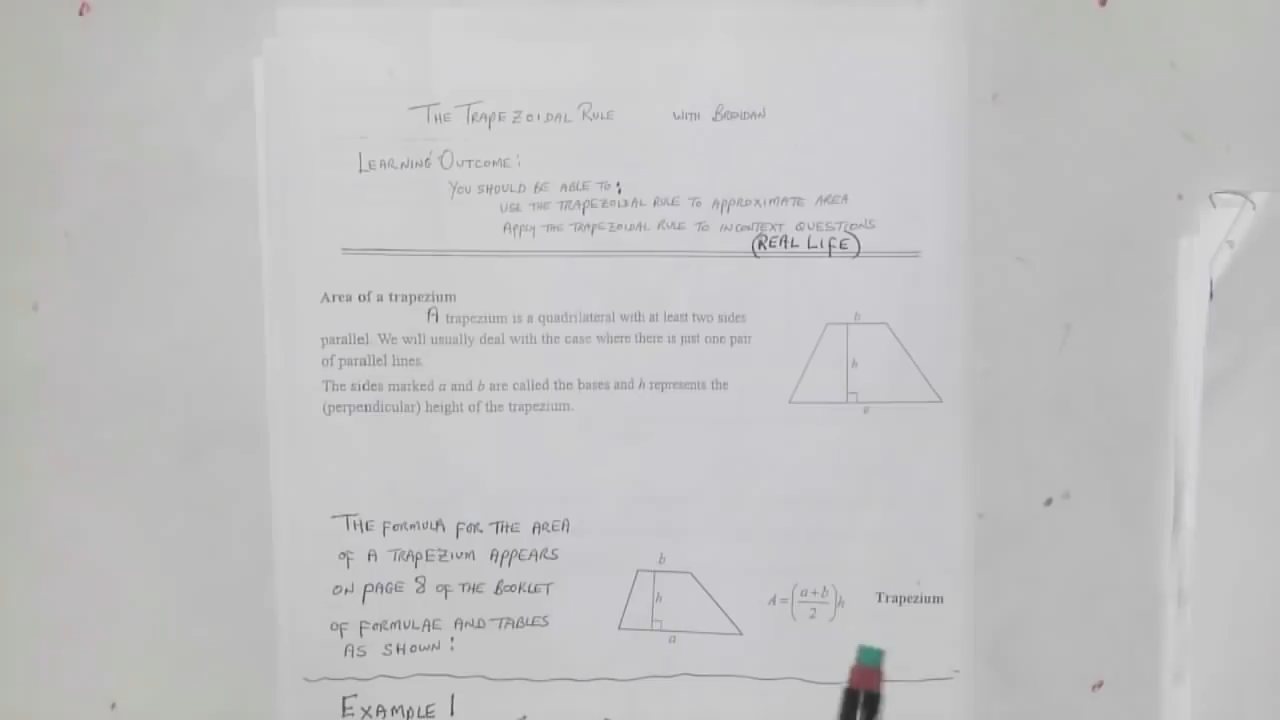 THE TRAPEZOIDAL RULE WITH BRENDAN
LEARNING OUTCOME:
YOU SHOULD BE ABLE TO:
USE THE TRAPEZOIDAL RULE TO APPROXIMATE AREA
APPLY THE TRAPEZOIDAL RULE TO IN CONTEXT QUESTIONS
(REAL LIFE)
Area of a trapezium
A trapezium is a quadrilateral with at least two sides
parallel. We will usually deal with the case where there is just one pair
of parallel lines.
The sides marked a and b are called the bases and h represents the
(perpendicular) height of the trapezium.
b
h
a
THE FORMULA FOR THE AREA
OF A TRAPEZIUM APPEARS
ON PAGE 8 OF THE BOOKLET
OF FORMULAE AND TABLES
AS SHOWN:
b
h
a
A = (a+b/2)h Trapezium
EXAMPLE 1